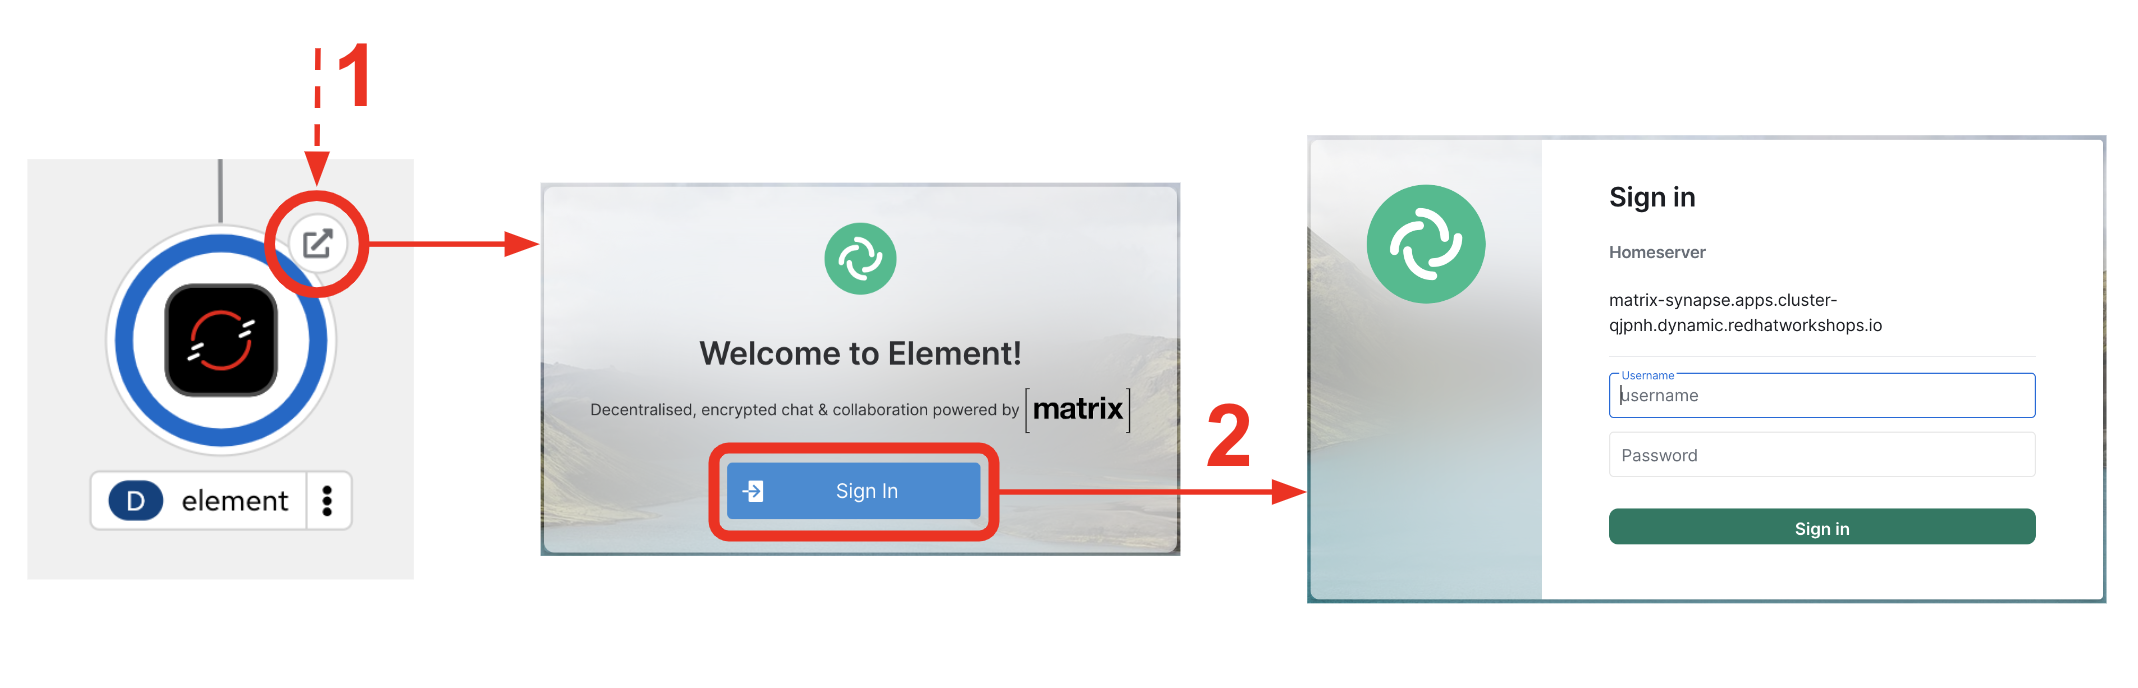 1
D element
Welcome to Element!
Decentralised, encrypted chat & collaboration powered by [matrix]
Sign In
2
Sign in
Homeserver
matrix-synapse.apps.cluster-
qjpnh.dynamic.redhatworkshops.io
Username
username
Password
Sign in